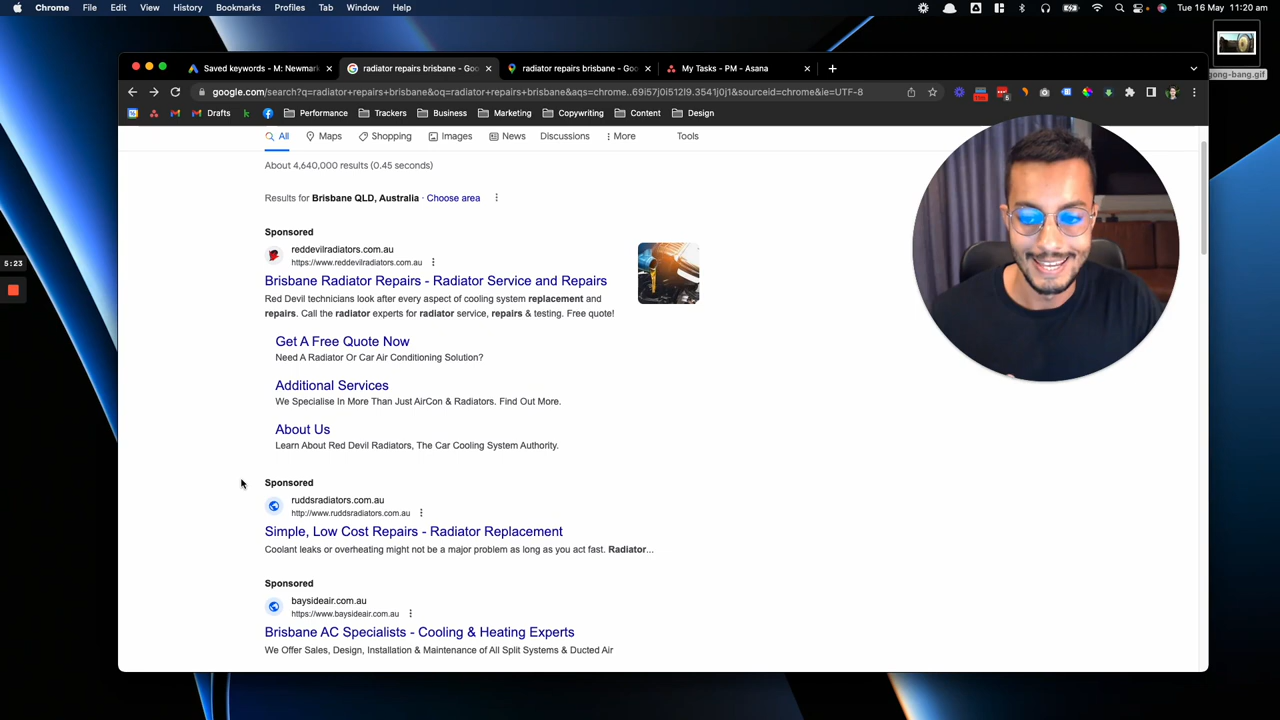 Chrome File Edit View History Bookmarks Profiles Tab Window Help
Tue 16 May 11:20 am
gong-bang.gif
Saved keywords - M: Newmark
radiator repairs brisbane - Goo
radiator repairs brisbane - Goo
My Tasks - PM - Asana
google.com/search?q=radiator+repairs+brisbane&oq=radiator+repairs+brisbane&aqs=chrome..69i57j0i512l9.3541j0j1&sourceid=chrome&ie=UTF-8
Drafts Performance Trackers Business Marketing Copywriting Content Design
All Maps Shopping Images News Discussions More Tools
About 4,640,000 results (0.45 seconds)
Results for Brisbane QLD, Australia · Choose area
Sponsored
reddevilradiators.com.au
https://www.reddevilradiators.com.au
Brisbane Radiator Repairs - Radiator Service and Repairs
Red Devil technicians look after every aspect of cooling system replacement and
repairs. Call the radiator experts for radiator service, repairs & testing. Free quote!
Get A Free Quote Now
Need A Radiator Or Car Air Conditioning Solution?
Additional Services
We Specialise In More Than Just AirCon & Radiators. Find Out More.
About Us
Learn About Red Devil Radiators, The Car Cooling System Authority.
Sponsored
ruddsradiators.com.au
http://www.ruddsradiators.com.au
Simple, Low Cost Repairs - Radiator Replacement
Coolant leaks or overheating might not be a major problem as long as you act fast. Radiator...
Sponsored
baysideair.com.au
https://www.baysideair.com.au
Brisbane AC Specialists - Cooling & Heating Experts
We Offer Sales, Design, Installation & Maintenance of All Split Systems & Ducted Air
5:23